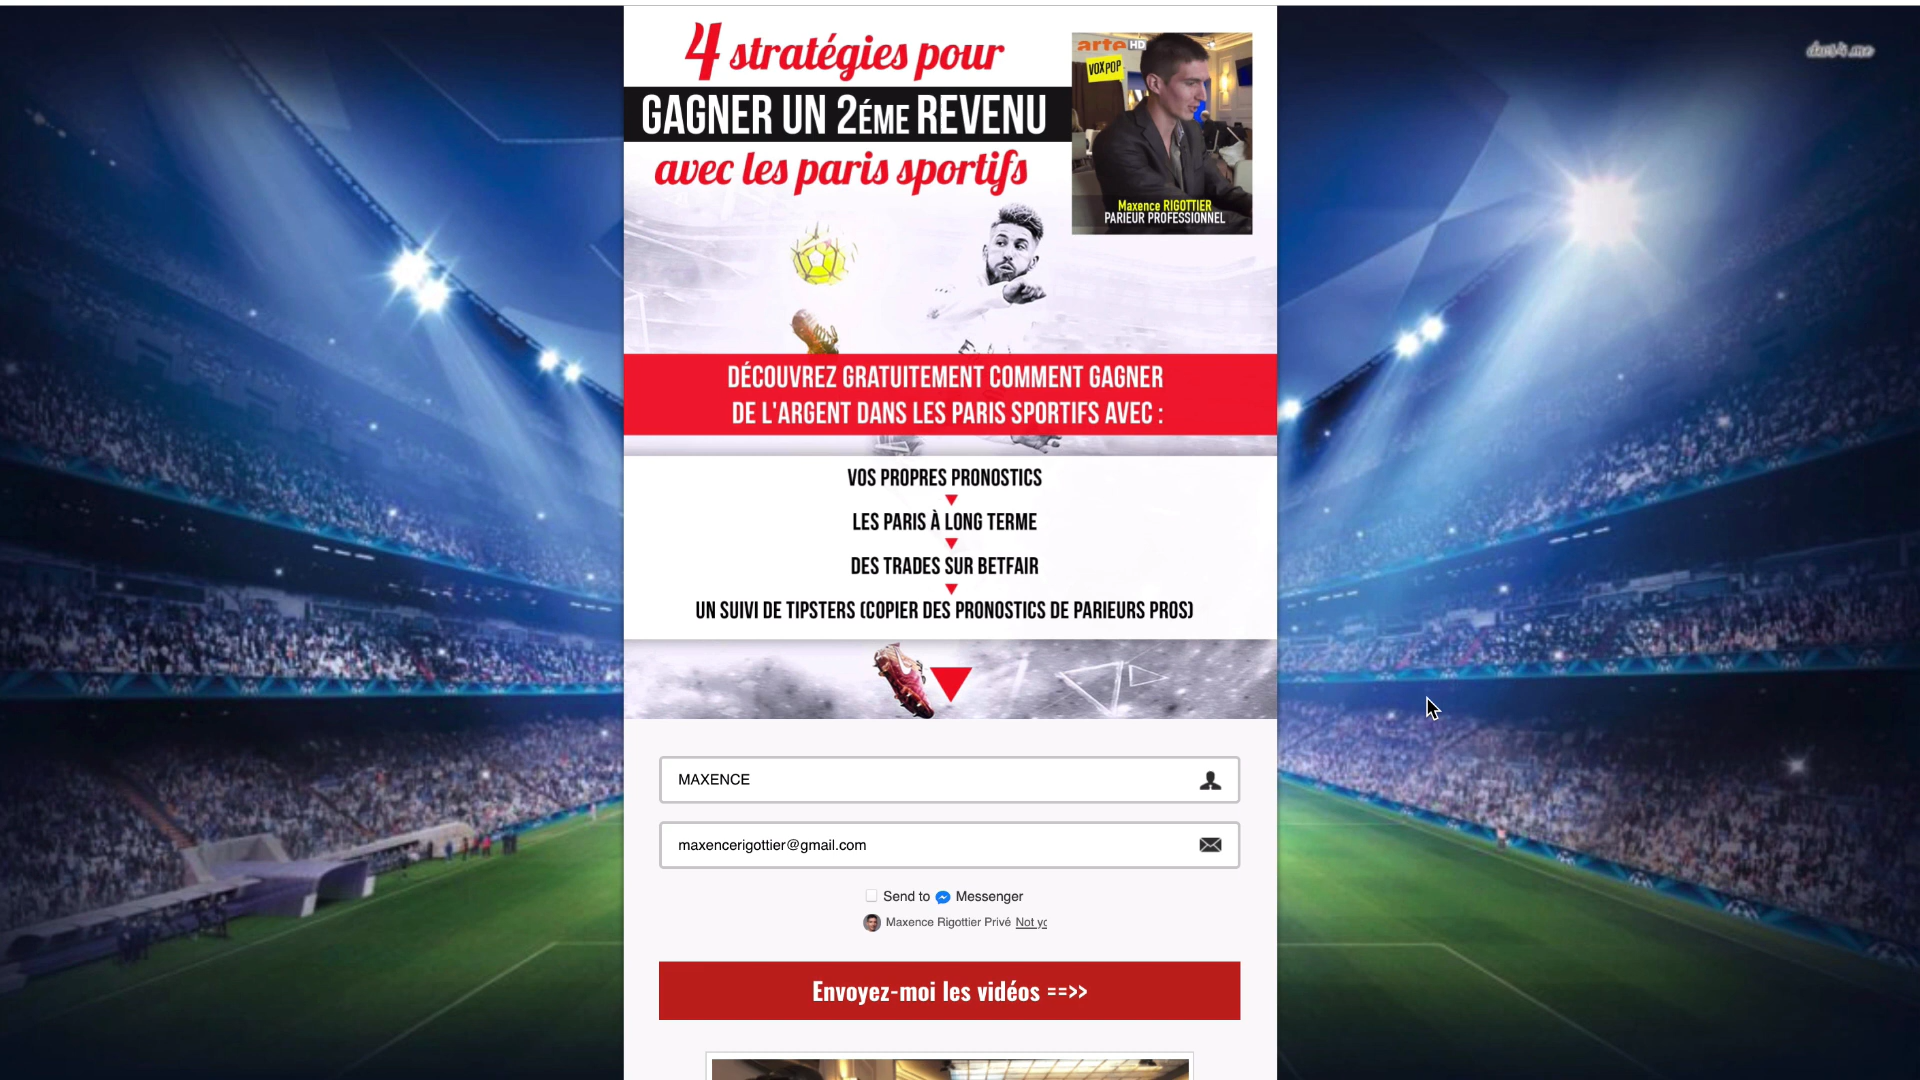 4 stratégies pour
GAGNER UN 2ÉME REVENU
avec les paris sportifs
arte HD
VOXPOP
Maxence RIGOTTIER
PARIEUR PROFESSIONNEL
DÉCOUVREZ GRATUITEMENT COMMENT GAGNER
DE L'ARGENT DANS LES PARIS SPORTIFS AVEC :
VOS PROPRES PRONOSTICS
LES PARIS À LONG TERME
DES TRADES SUR BETFAIR
UN SUIVI DE TIPSTERS (COPIER DES PRONOSTICS DE PARIEURS PROS)
MAXENCE
maxencerigottier@gmail.com
Send to Messenger
Maxence Rigottier Privé Not yo
Envoyez-moi les vidéos ==>>